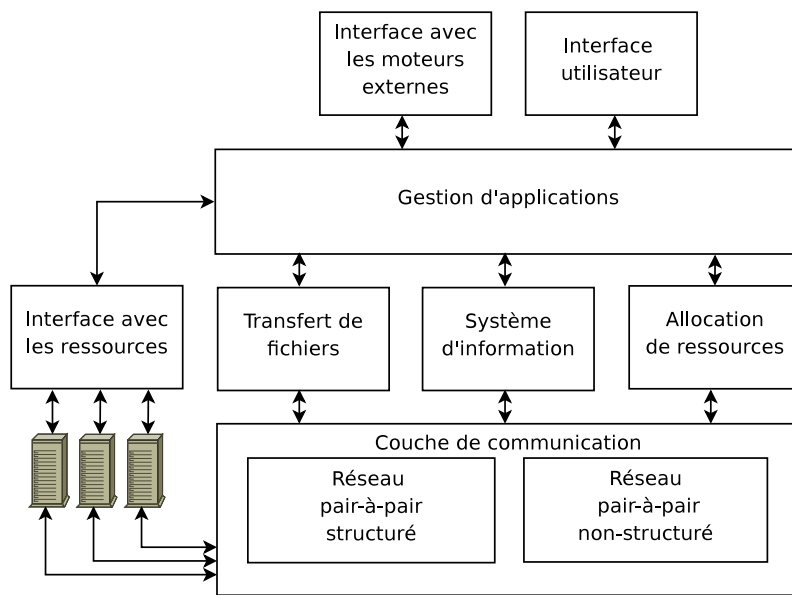 Interface avec
les moteurs
externes
Interface
utilisateur
Gestion d'applications
Interface avec
les ressources
Transfert de
fichiers
Système
d'information
Allocation
de ressources
Couche de communication
Réseau
pair-à-pair
structuré
Réseau
pair-à-pair
non-structuré